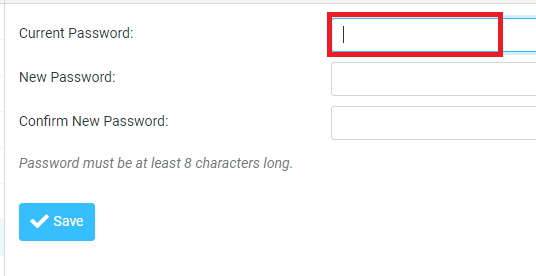 Current Password:
New Password:
Confirm New Password:
Password must be at least 8 characters long.
Save